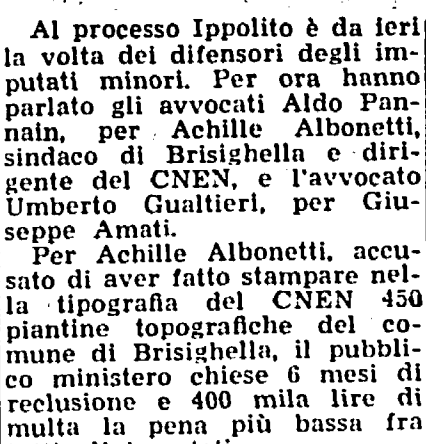 Al processo Ippolito è da ieri
la volta dei difensori degli im-
putati minori. Per ora hanno
parlato gli avvocati Aldo Pan-
nain, per Achille Albonetti,
sindaco di Brisighella e diri-
gente del CNEN, e l'avvocato
Umberto Gualtieri, per Giu-
seppe Amati.
Per Achille Albonetti, accu-
sato di aver fatto stampare nel-
la tipografia del CNEN 450
piantine topografiche del co-
mune di Brisighella, il pubbli-
co ministero chiese 6 mesi di
reclusione e 400 mila lire di
multa la pena più bassa fra